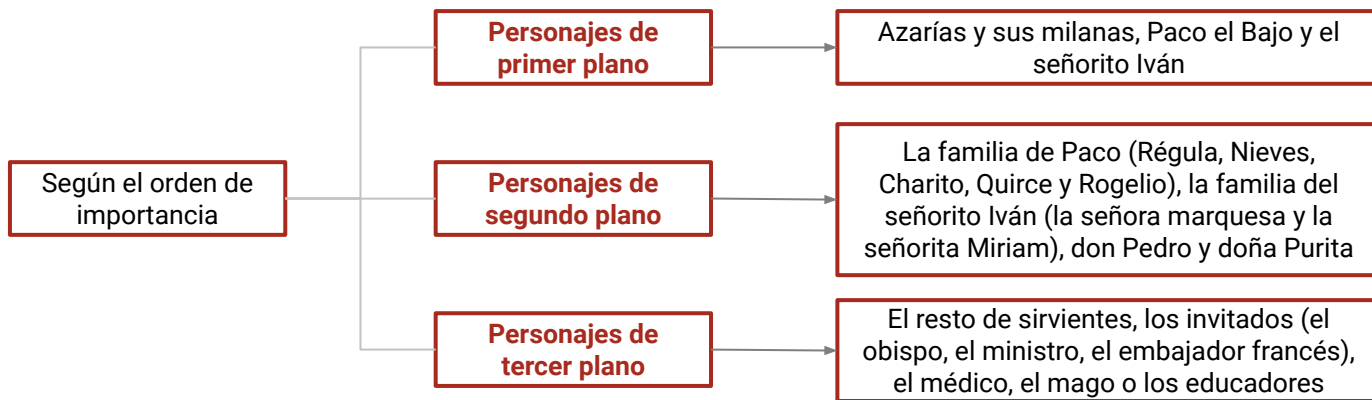 Según el orden de
importancia
Personajes de
primer plano
Azarías y sus milanas, Paco el Bajo y el
señorito Iván
Personajes de
segundo plano
La familia de Paco (Régula, Nieves,
Charito, Quirce y Rogelio), la familia del
señorito Iván (la señora marquesa y la
señorita Miriam), don Pedro y doña Purita
Personajes de
tercer plano
El resto de sirvientes, los invitados (el
obispo, el ministro, el embajador francés),
el médico, el mago o los educadores